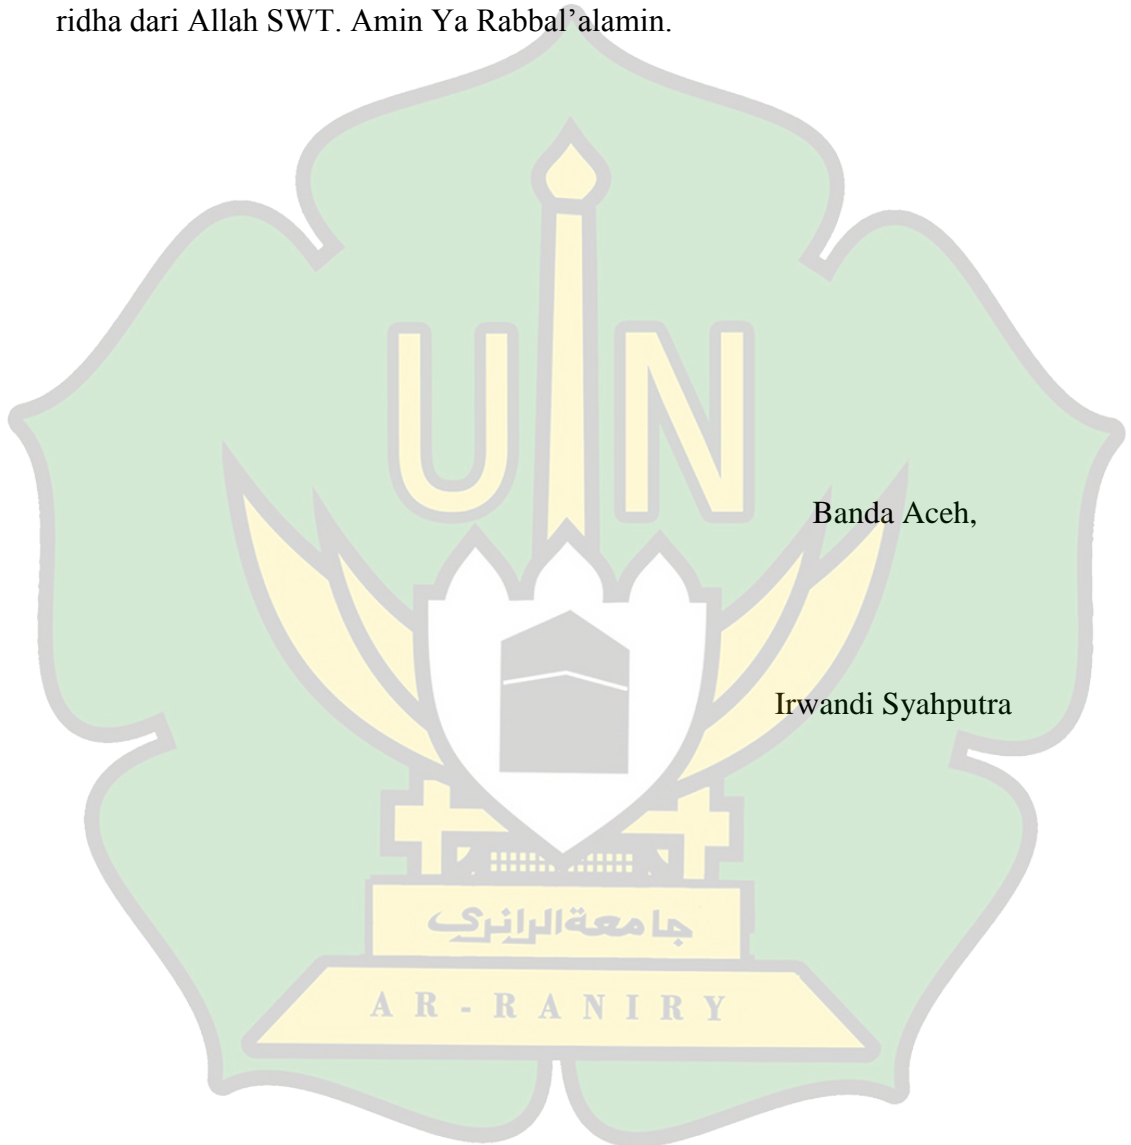 ridha dari Allah SWT. Amin Ya Rabbal’alamin.
UIN
Banda Aceh,
Irwandi Syahputra
جامعةالرانري
AR-RANIRY